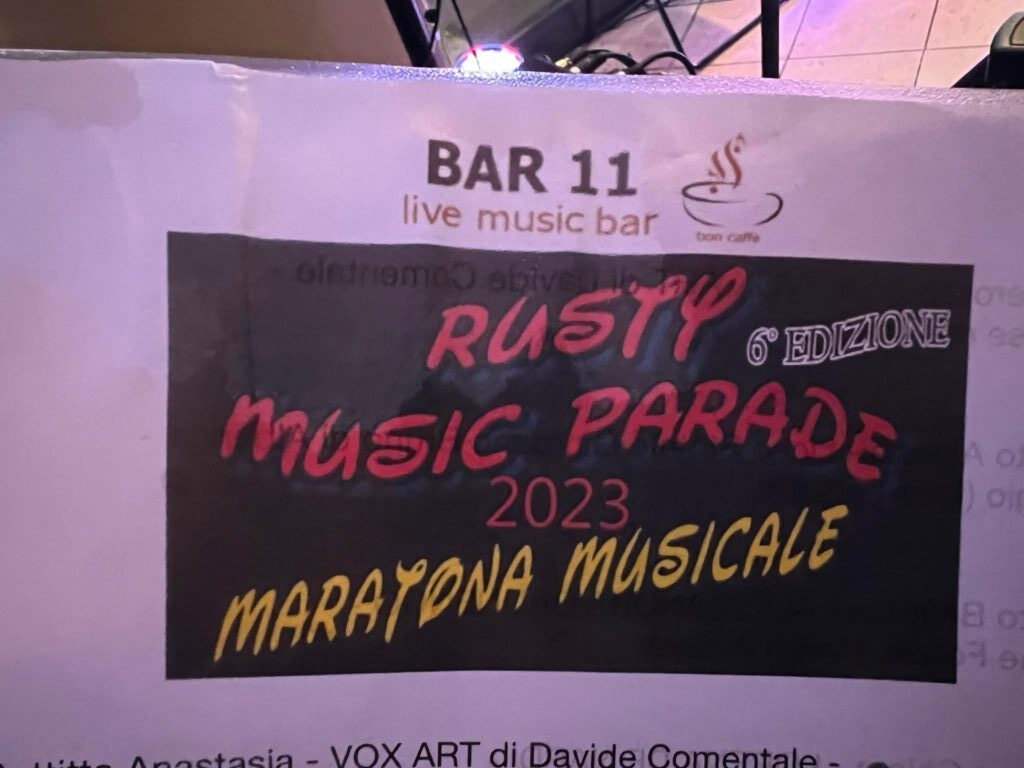 BAR 11
live music bar
bon caffè
RUSTY
6° EDIZIONE
MUSIC PARADE
2023
MARATONA MUSICALE
Anastasia - VOX ART di Davide Comentale -